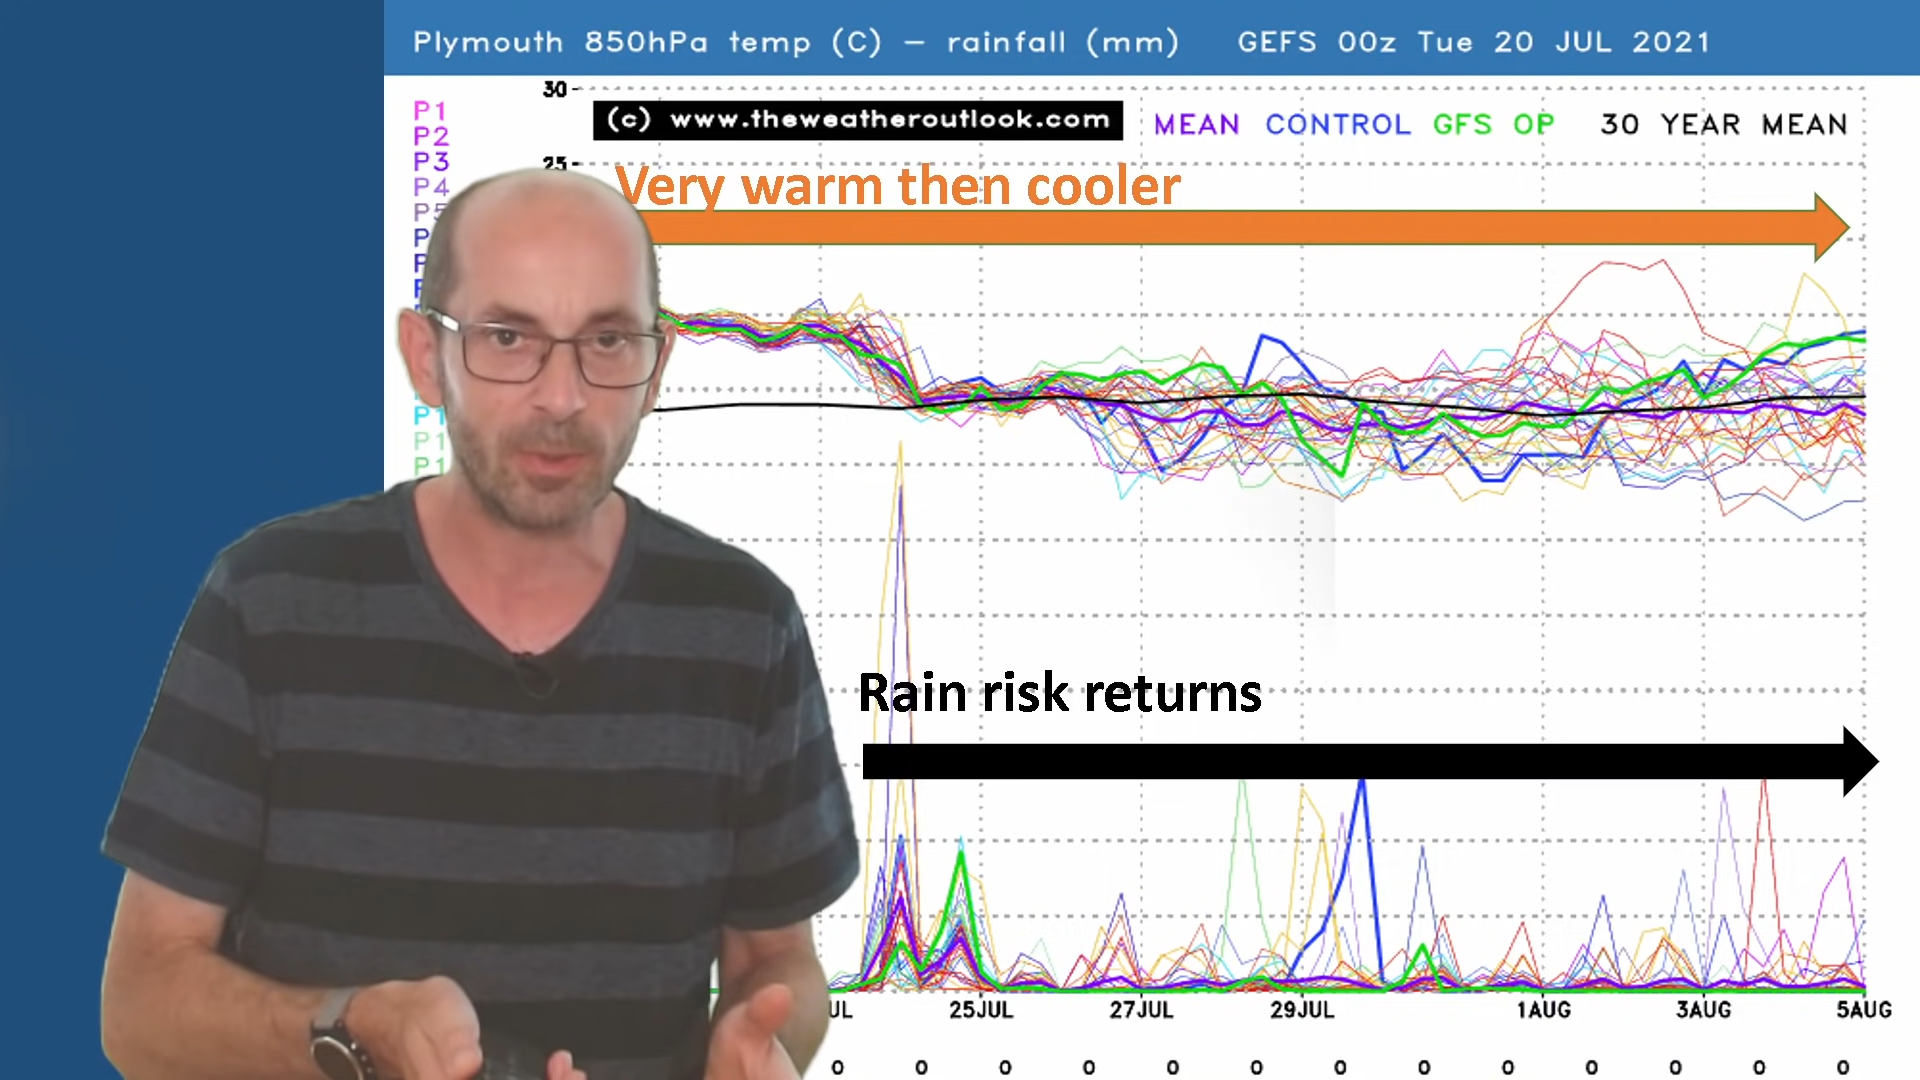 Plymouth 850hPa temp (C) – rainfall (mm) GEFS 00z Tue 20 JUL 2021
30
(c) www.theweatheroutlook.com
MEAN CONTROL GFS OP 30 YEAR MEAN
P1
P2
P3
25
P4
Very warm then cooler
Rain risk returns
25JUL 27JUL 29JUL 1AUG 3AUG 5AUG
0 0 0 0 0 0 0 0 0 0 0 0 0